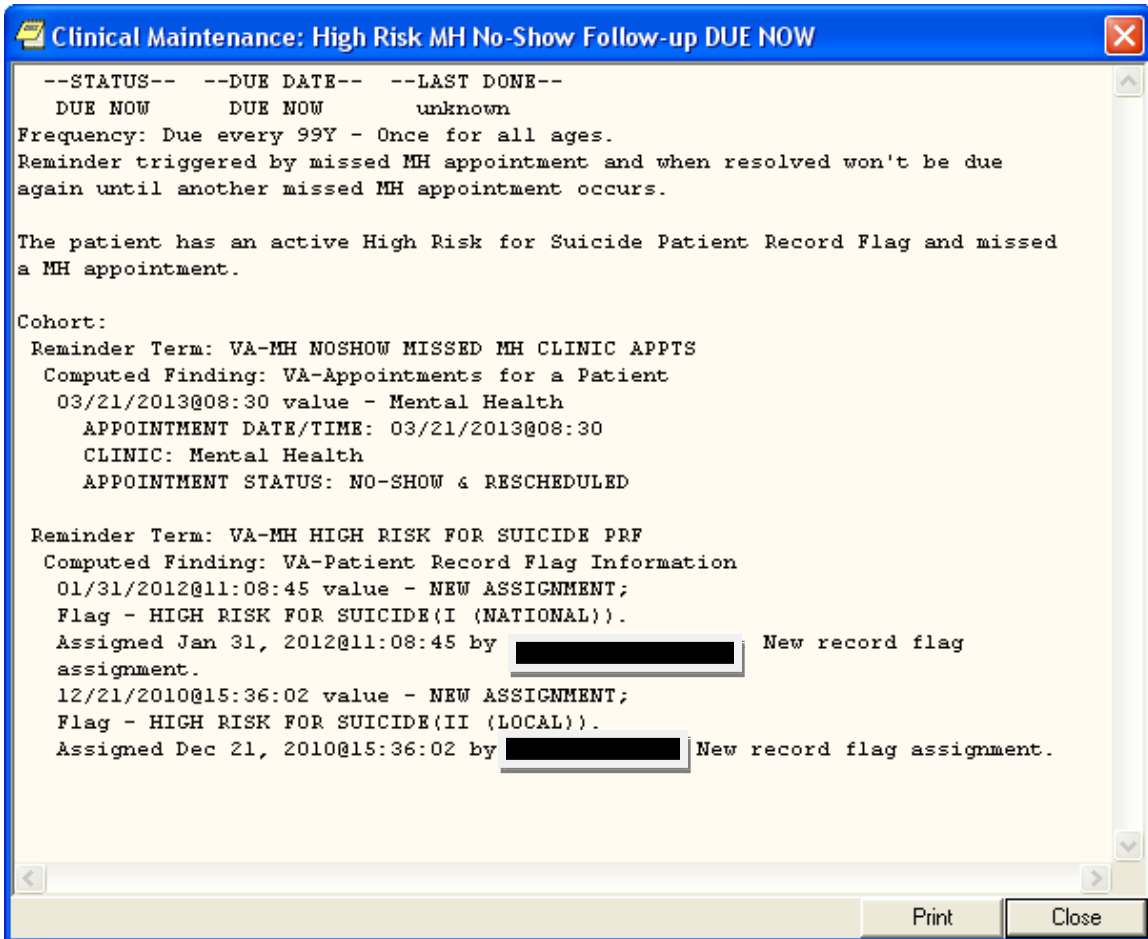 Clinical Maintenance: High Risk MH No-Show Follow-up DUE NOW
--STATUS-- --DUE DATE-- --LAST DONE--
DUE NOW DUE NOW unknown
Frequency: Due every 99Y - Once for all ages.
Reminder triggered by missed MH appointment and when resolved won't be due
again until another missed MH appointment occurs.
The patient has an active High Risk for Suicide Patient Record Flag and missed
a MH appointment.
Cohort:
Reminder Term: VA-MH NOSHOW MISSED MH CLINIC APPTS
Computed Finding: VA-Appointments for a Patient
03/21/2013@08:30 value - Mental Health
APPOINTMENT DATE/TIME: 03/21/2013@08:30
CLINIC: Mental Health
APPOINTMENT STATUS: NO-SHOW & RESCHEDULED
Reminder Term: VA-MH HIGH RISK FOR SUICIDE PRF
Computed Finding: VA-Patient Record Flag Information
01/31/2012@11:08:45 value - NEW ASSIGNMENT;
Flag - HIGH RISK FOR SUICIDE(I (NATIONAL)).
Assigned Jan 31, 2012@11:08:45 by New record flag
assignment.
12/21/2010@15:36:02 value - NEW ASSIGNMENT;
Flag - HIGH RISK FOR SUICIDE(II (LOCAL)).
Assigned Dec 21, 2010@15:36:02 by New record flag assignment.
Print Close